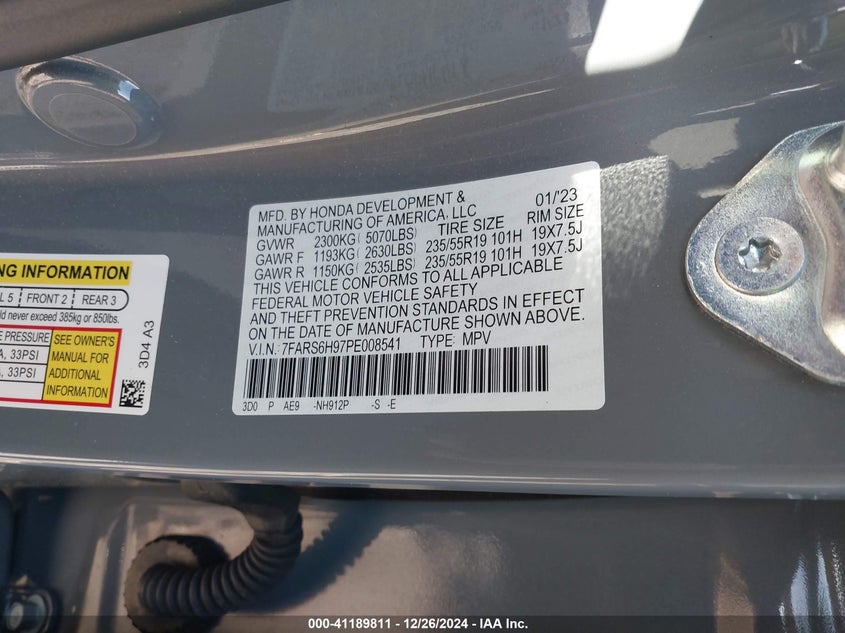 MFD. BY HONDA DEVELOPMENT & 01/'23
MANUFACTURING OF AMERICA, LLC TIRE SIZE RIM SIZE
GVWR 2300KG( 5070LBS)
GAWR F 1193KG( 2630LBS) 235/55R19 101H 19X7.5J
GAWR R 1150KG( 2535LBS) 235/55R19 101H 19X7.5J
THIS VEHICLE CONFORMS TO ALL APPLICABLE
FEDERAL MOTOR VEHICLE SAFETY
AND THEFT PREVENTION STANDARDS IN EFFECT
ON THE DATE OF MANUFACTURE SHOWN ABOVE.
V.I.N.: 7FARS6H97PE008541 TYPE: MPV
3D0 P AE9 -NH912P -S -E
NG INFORMATION
L 5 FRONT 2 REAR 3
ld never exceed 385kg or 850lbs.
PRESSURE
A, 33PSI
, 33PSI
SEE OWNER'S
MANUAL FOR
ADDITIONAL
INFORMATION
3D4 A3
000-41189811 - 12/26/2024 - IAA Inc.